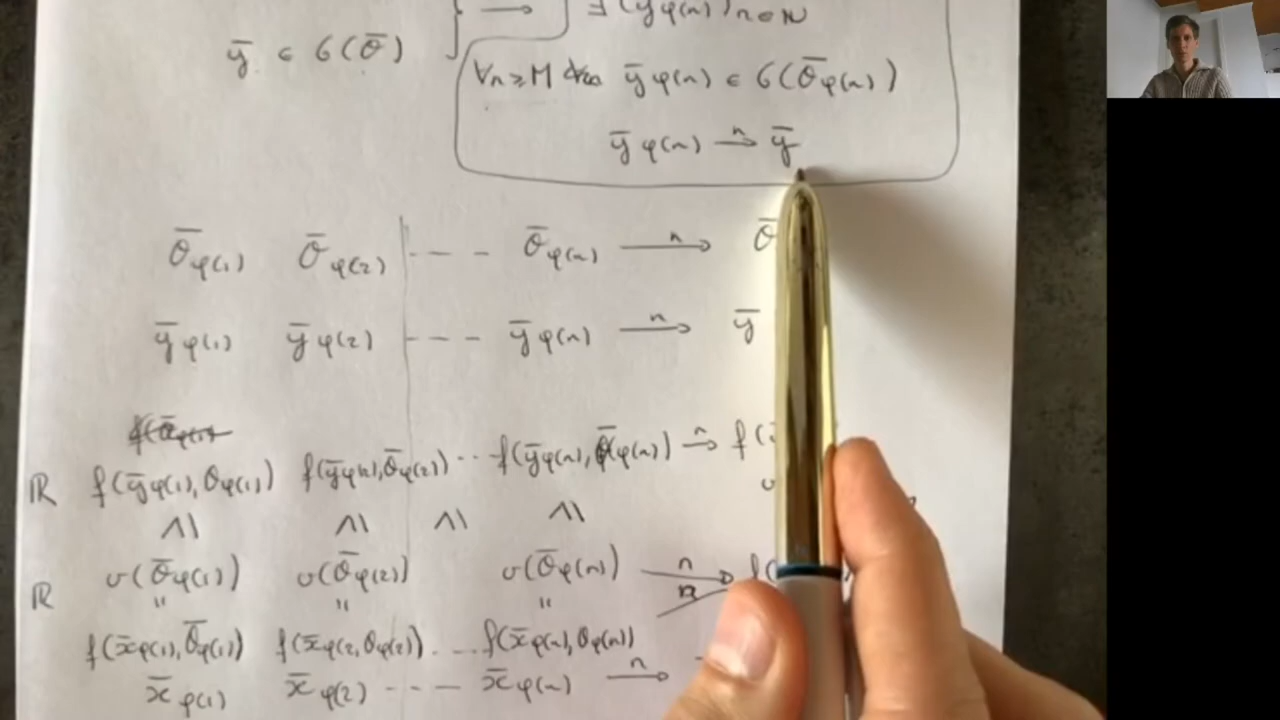 → ∃ (ȳφ(n))n∈ℕ
ȳ ∈ G(θ̄)
∀n≥M ȳφ(n) ∈ G(θ̄φ(n))
ȳφ(n) →ⁿ ȳ
θ̄φ(1) θ̄φ(2) --- θ̄φ(n) →ⁿ θ̄
ȳφ(1) ȳφ(2) --- ȳφ(n) →ⁿ ȳ
ℝ f(ȳφ(1), θφ(1)) f(ȳφ(2), θ̄φ(2)) ·· f(ȳφ(n), θ̄φ(n)) →ⁿ f(
∧| ∧| ∧| ∧|
ℝ υ(θ̄φ(1)) υ(θ̄φ(2)) υ(θ̄φ(n)) →ⁿ f(
" " "
f(x̄φ(1), θ̄φ(1)) f(x̄φ(2, θφ(2)) ·-- f(x̄φ(n), θφ(n))
x̄φ(1) x̄φ(2) --- x̄φ(n) →ⁿ